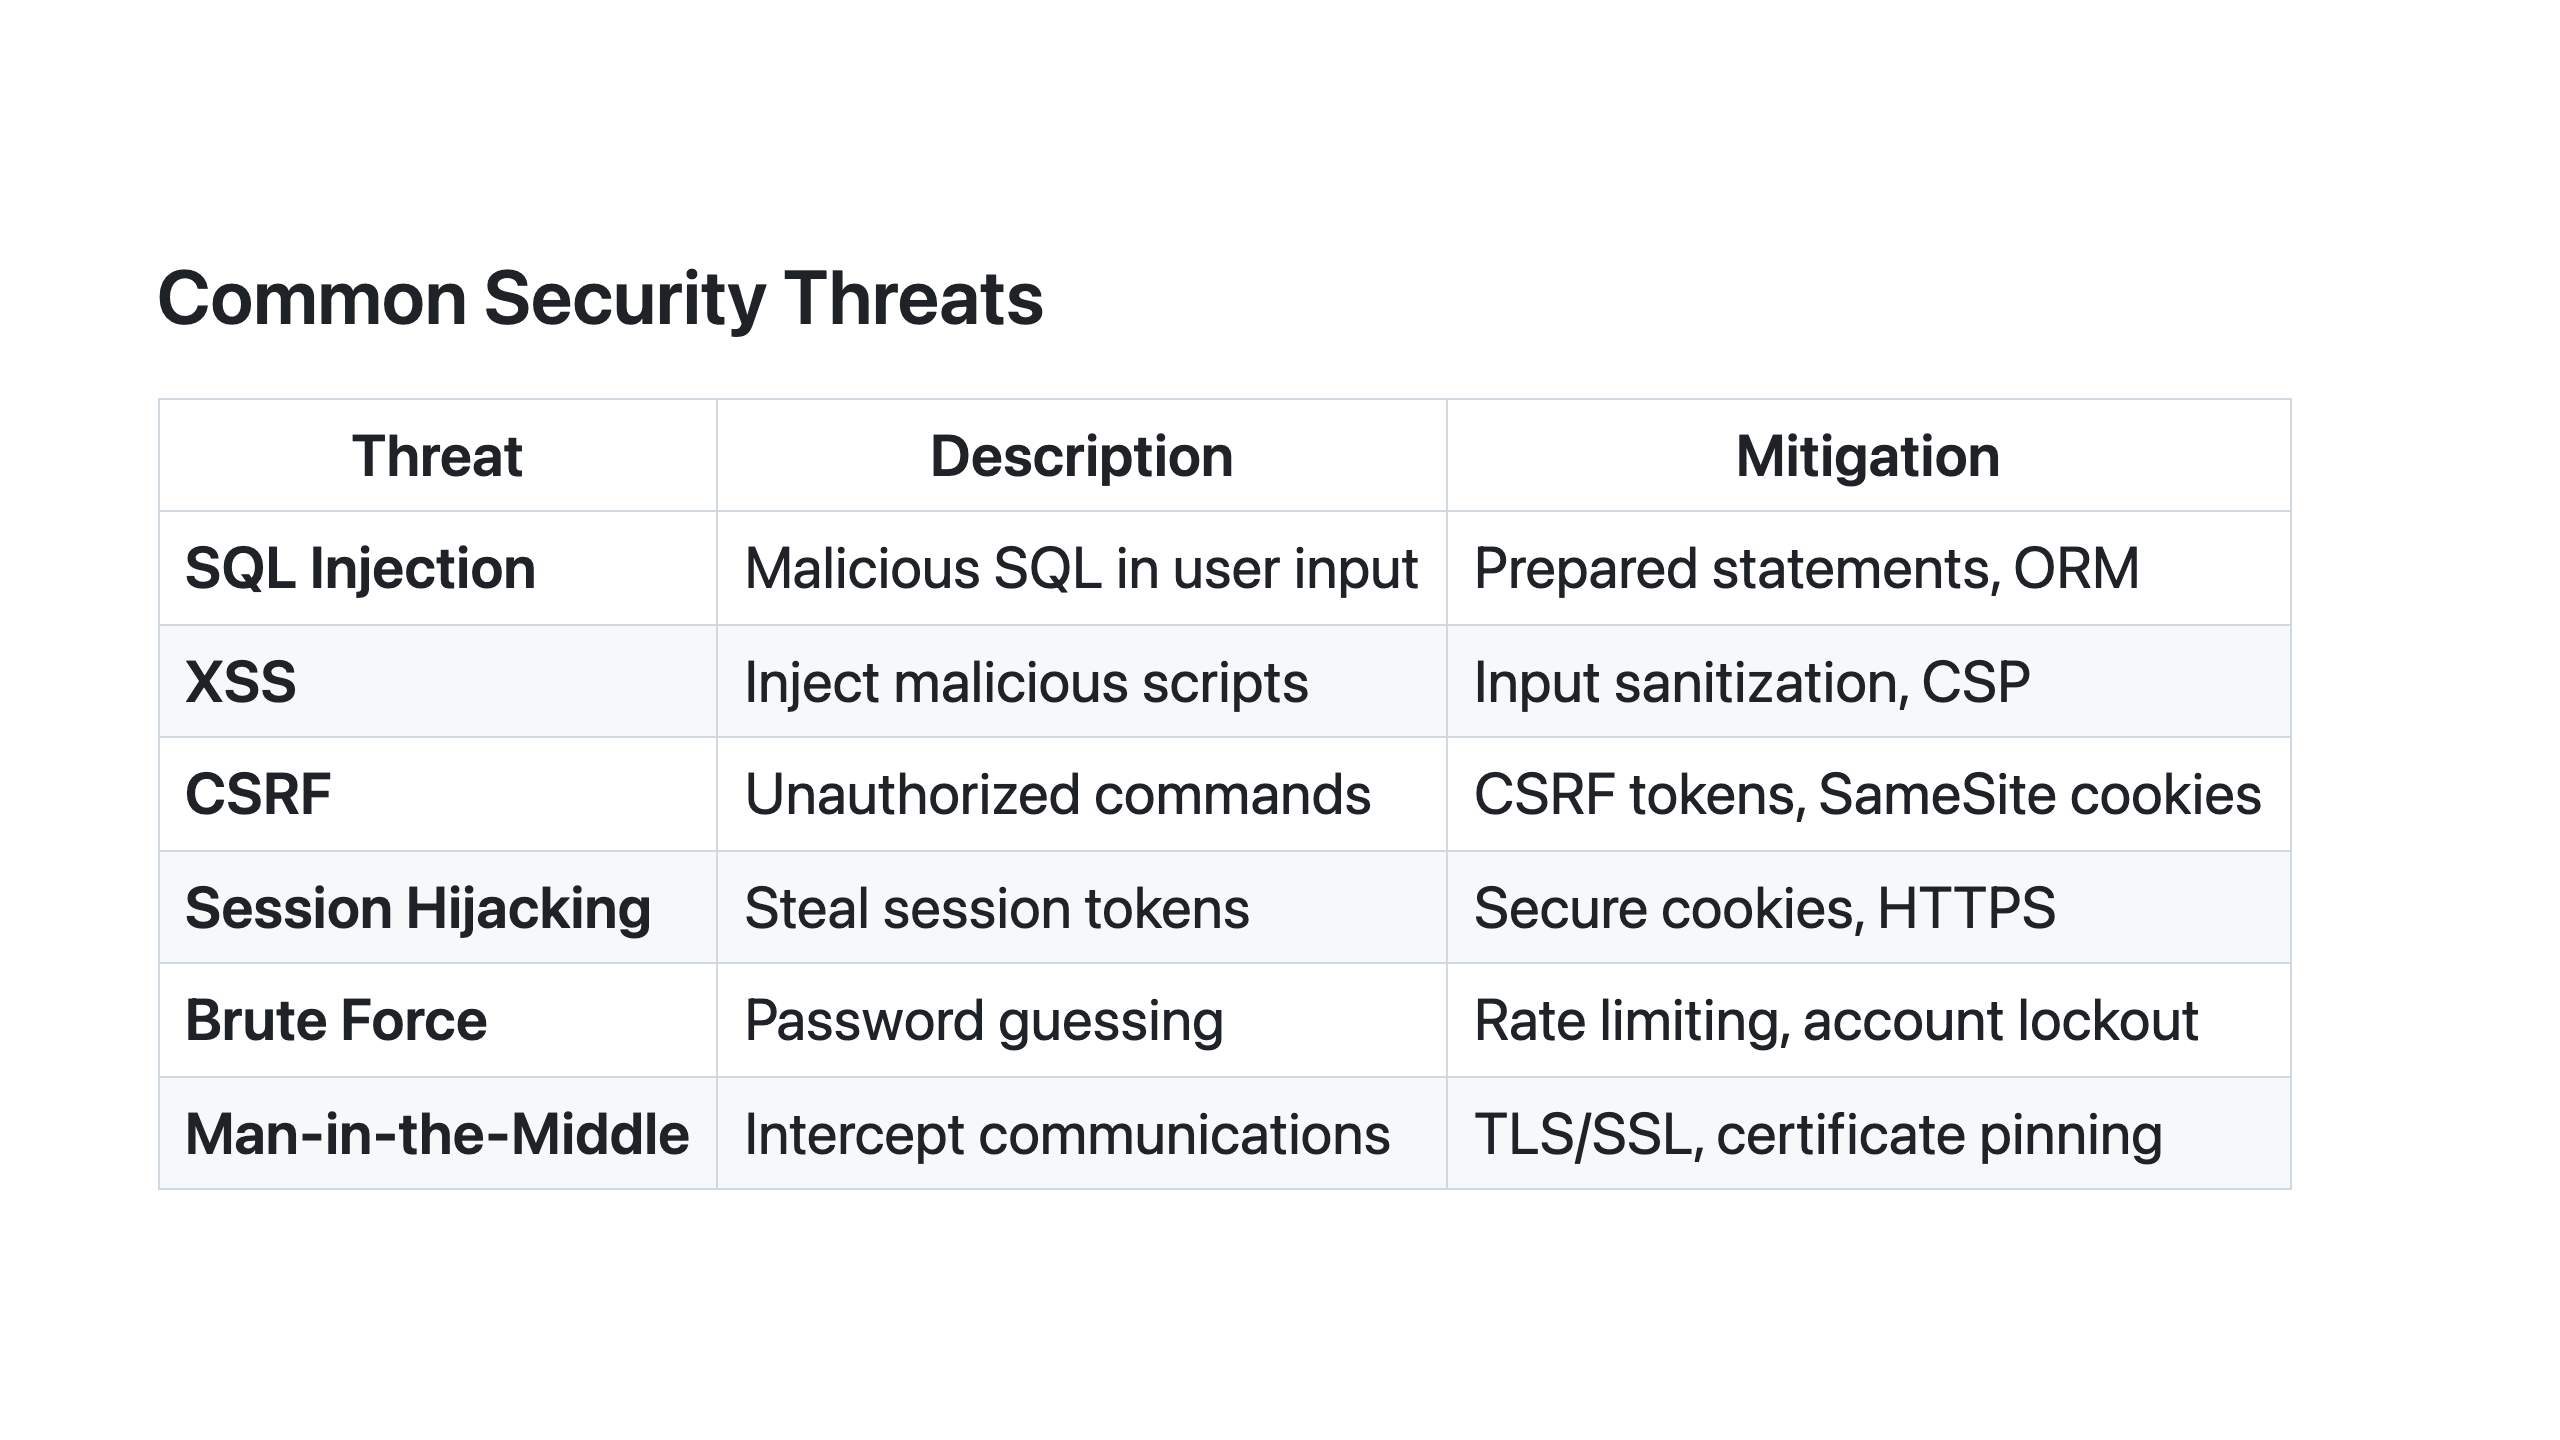 Common Security Threats
Threat Description Mitigation
SQL Injection Malicious SQL in user input Prepared statements, ORM
XSS Inject malicious scripts Input sanitization, CSP
CSRF Unauthorized commands CSRF tokens, SameSite cookies
Session Hijacking Steal session tokens Secure cookies, HTTPS
Brute Force Password guessing Rate limiting, account lockout
Man-in-the-Middle Intercept communications TLS/SSL, certificate pinning